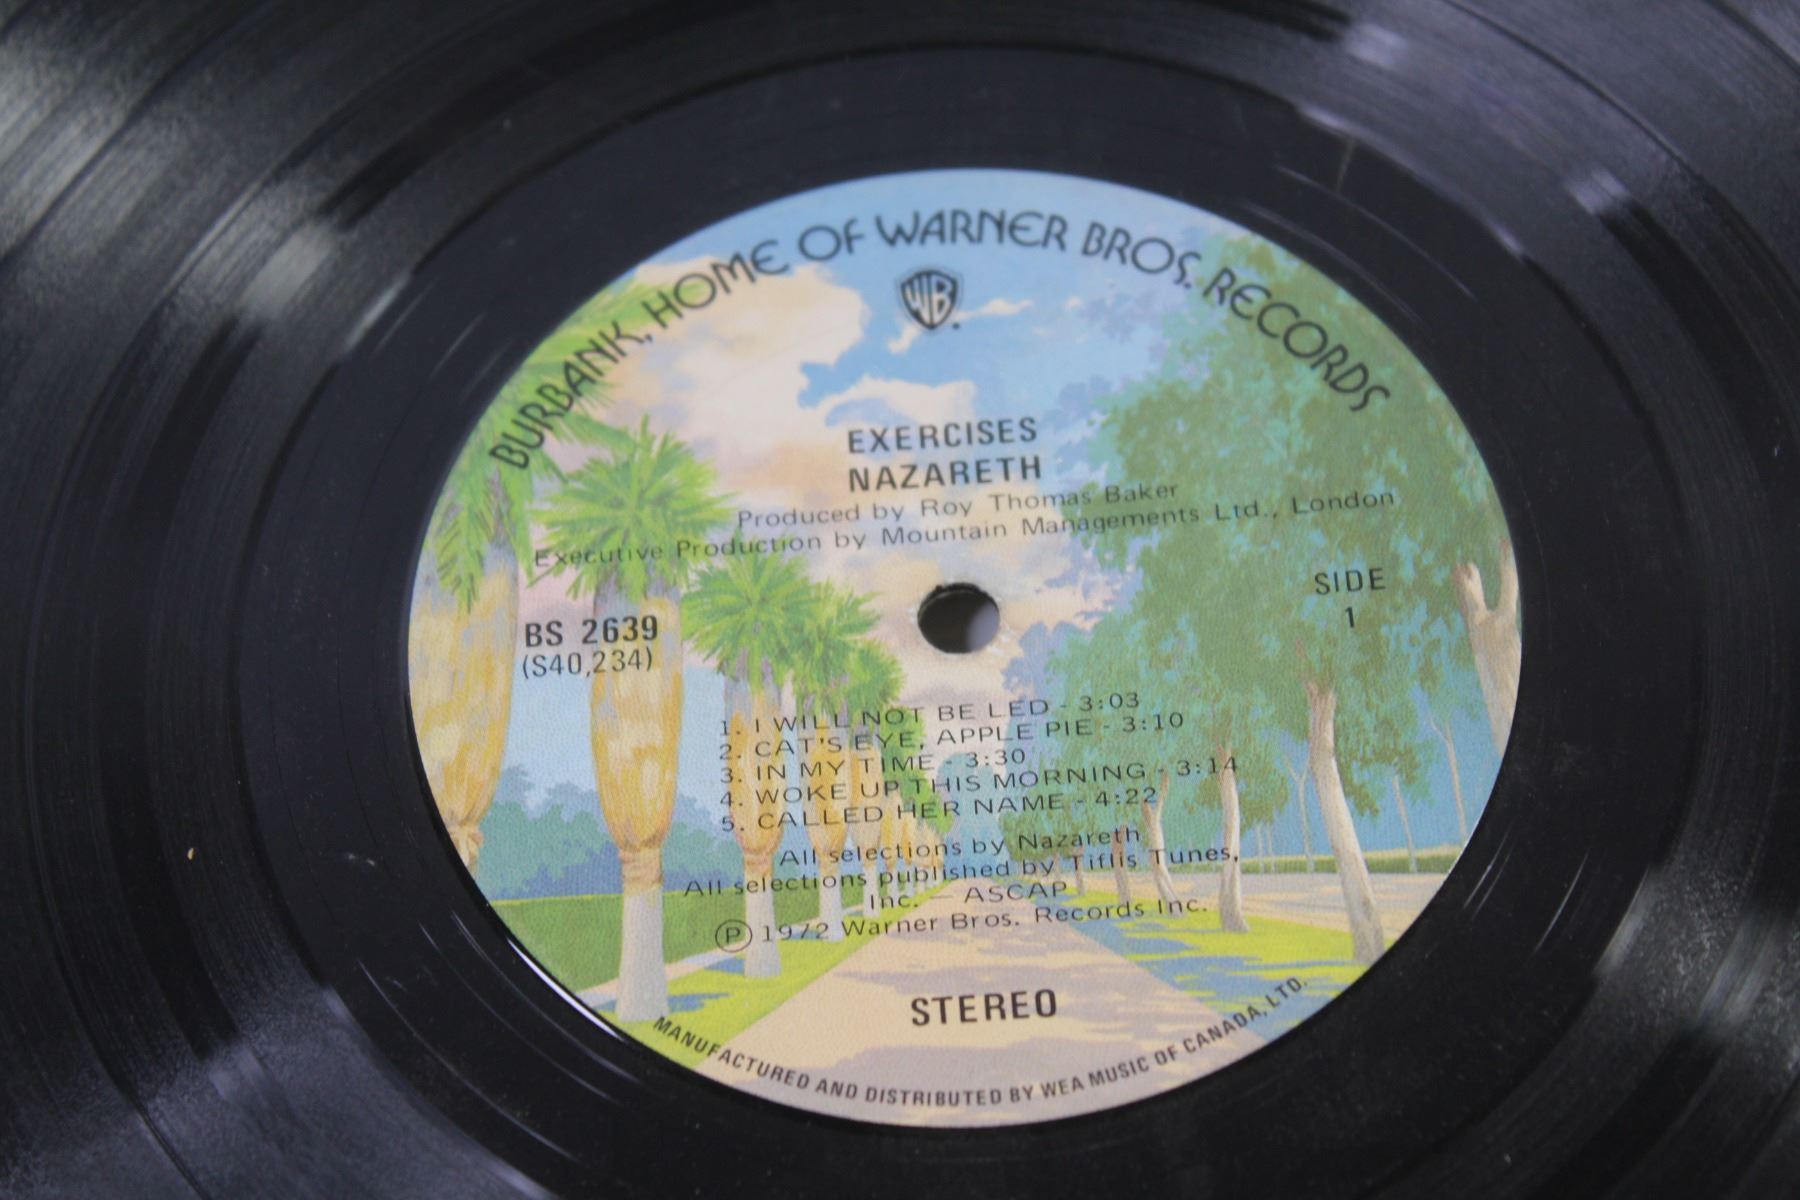 BURBANK, HOME OF WARNER BROS. RECORDS
WB
EXERCISES
NAZARETH
Produced by Roy Thomas Baker
Executive Production by Mountain Managements Ltd., London
SIDE
1
BS 2639
(S40,234)
1. I WILL NOT BE LED - 3:03
2. CAT'S EYE, APPLE PIE - 3:10
3. IN MY TIME - 3:30
4. WOKE UP THIS MORNING - 3:14
5. CALLED HER NAME - 4:22
All selections by Nazareth
All selections published by Tiflis Tunes,
Inc. — ASCAP
Ⓟ 1972 Warner Bros. Records Inc.
STEREO
MANUFACTURED AND DISTRIBUTED BY WEA MUSIC OF CANADA, LTD.